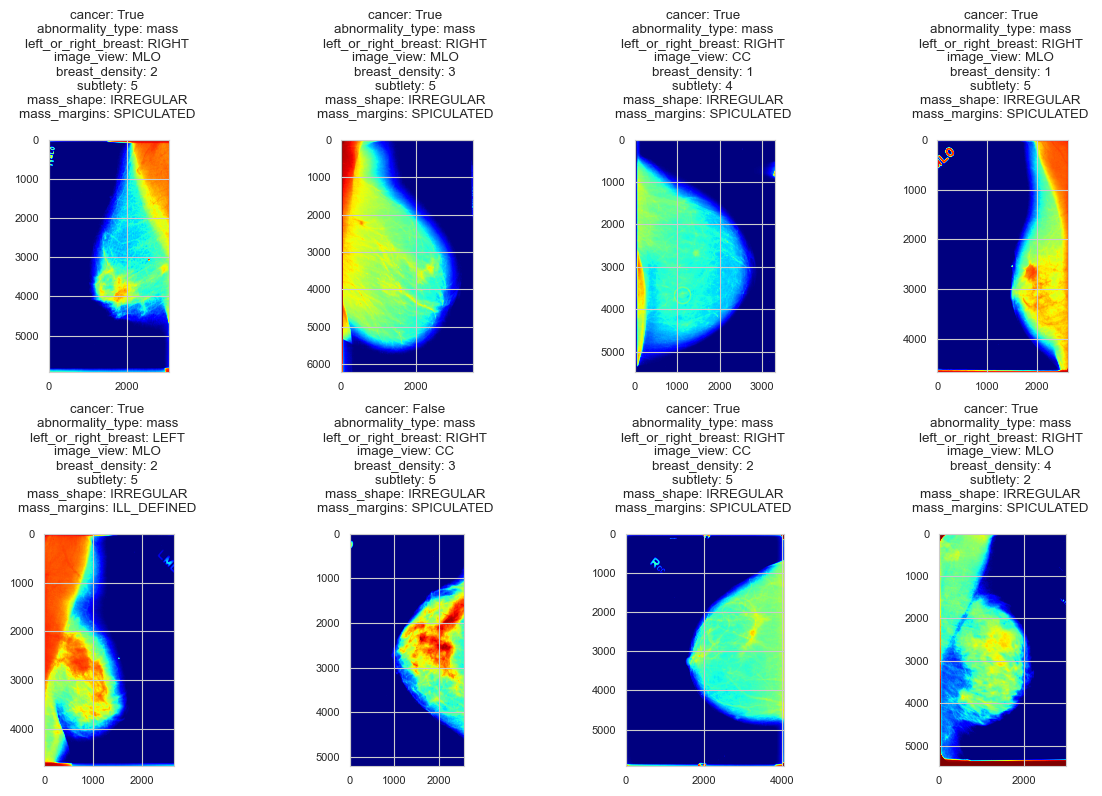 cancer: True
abnormality_type: mass
left_or_right_breast: RIGHT
image_view: MLO
breast_density: 2
subtlety: 5
mass_shape: IRREGULAR
mass_margins: SPICULATED
0
1000
2000
3000
4000
5000
0
2000
cancer: True
abnormality_type: mass
left_or_right_breast: RIGHT
image_view: MLO
breast_density: 3
subtlety: 5
mass_shape: IRREGULAR
mass_margins: SPICULATED
0
1000
2000
3000
4000
5000
6000
0
2000
cancer: True
abnormality_type: mass
left_or_right_breast: RIGHT
image_view: CC
breast_density: 1
subtlety: 4
mass_shape: IRREGULAR
mass_margins: SPICULATED
0
1000
2000
3000
4000
5000
0 1000 2000 3000
cancer: True
abnormality_type: mass
left_or_right_breast: RIGHT
image_view: MLO
breast_density: 1
subtlety: 5
mass_shape: IRREGULAR
mass_margins: SPICULATED
0
1000
2000
3000
4000
0 1000 2000
cancer: True
abnormality_type: mass
left_or_right_breast: LEFT
image_view: MLO
breast_density: 2
subtlety: 5
mass_shape: IRREGULAR
mass_margins: ILL_DEFINED
0
1000
2000
3000
4000
0 1000 2000
cancer: False
abnormality_type: mass
left_or_right_breast: RIGHT
image_view: CC
breast_density: 3
subtlety: 5
mass_shape: IRREGULAR
mass_margins: SPICULATED
0
1000
2000
3000
4000
5000
0 1000 2000
cancer: True
abnormality_type: mass
left_or_right_breast: RIGHT
image_view: CC
breast_density: 2
subtlety: 5
mass_shape: IRREGULAR
mass_margins: SPICULATED
0
1000
2000
3000
4000
5000
R
0 2000 4000
cancer: True
abnormality_type: mass
left_or_right_breast: RIGHT
image_view: MLO
breast_density: 4
subtlety: 2
mass_shape: IRREGULAR
mass_margins: SPICULATED
0
1000
2000
3000
4000
5000
0 2000